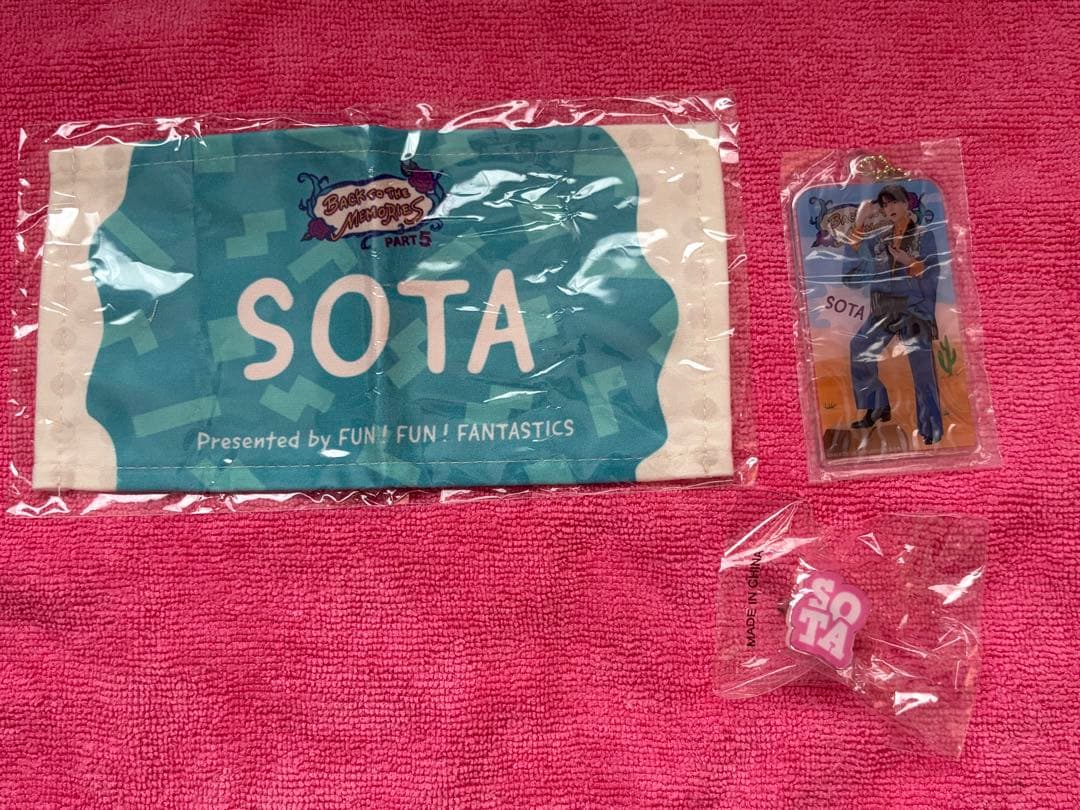 BACK TO THE
MEMORIES
PART 5
SOTA
Presented by FUN! FUN! FANTASTICS
SOTA
MADE IN CHINA
SO
TA